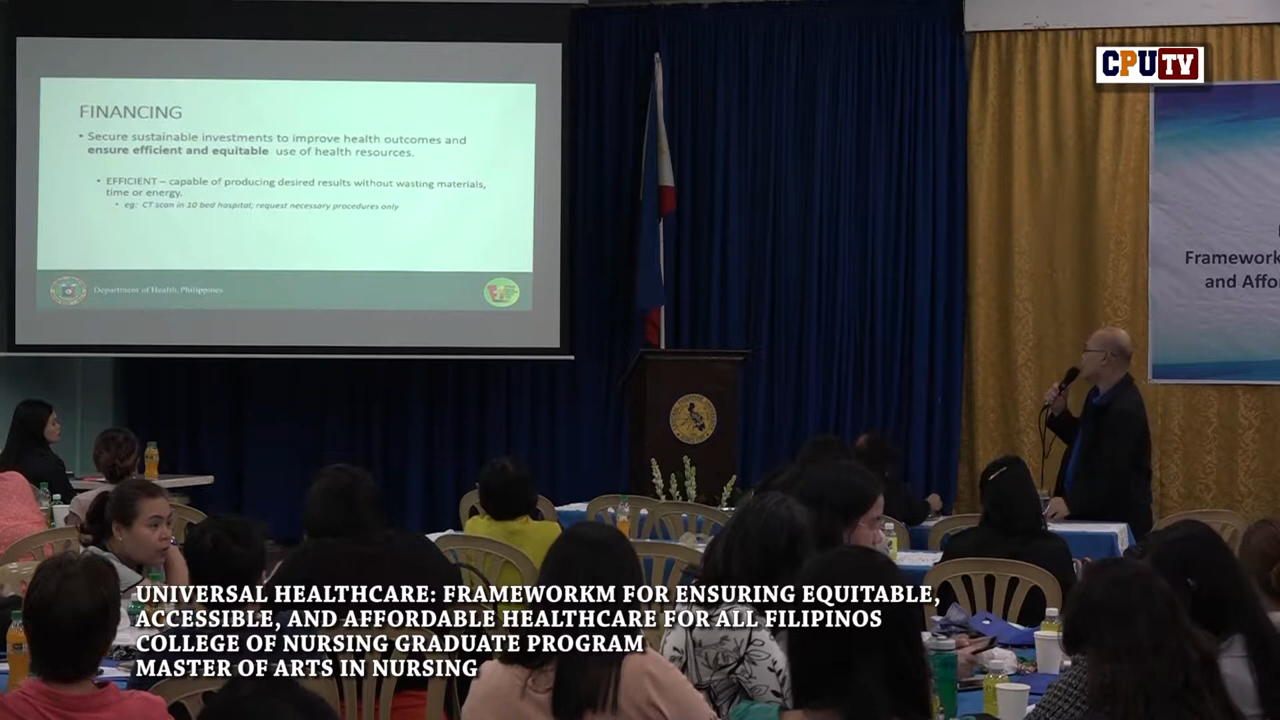 FINANCING
• Secure sustainable investments to improve health outcomes and
ensure efficient and equitable use of health resources.
• EFFICIENT – capable of producing desired results without wasting materials,
time or energy.
• eg: CT scan in 10 bed hospital; request necessary procedures only
Department of Health, Philippines
CPUTV
Framework
and Affo
UNIVERSAL HEALTHCARE: FRAMEWORKM FOR ENSURING EQUITABLE,
ACCESSIBLE, AND AFFORDABLE HEALTHCARE FOR ALL FILIPINOS
COLLEGE OF NURSING GRADUATE PROGRAM
MASTER OF ARTS IN NURSING